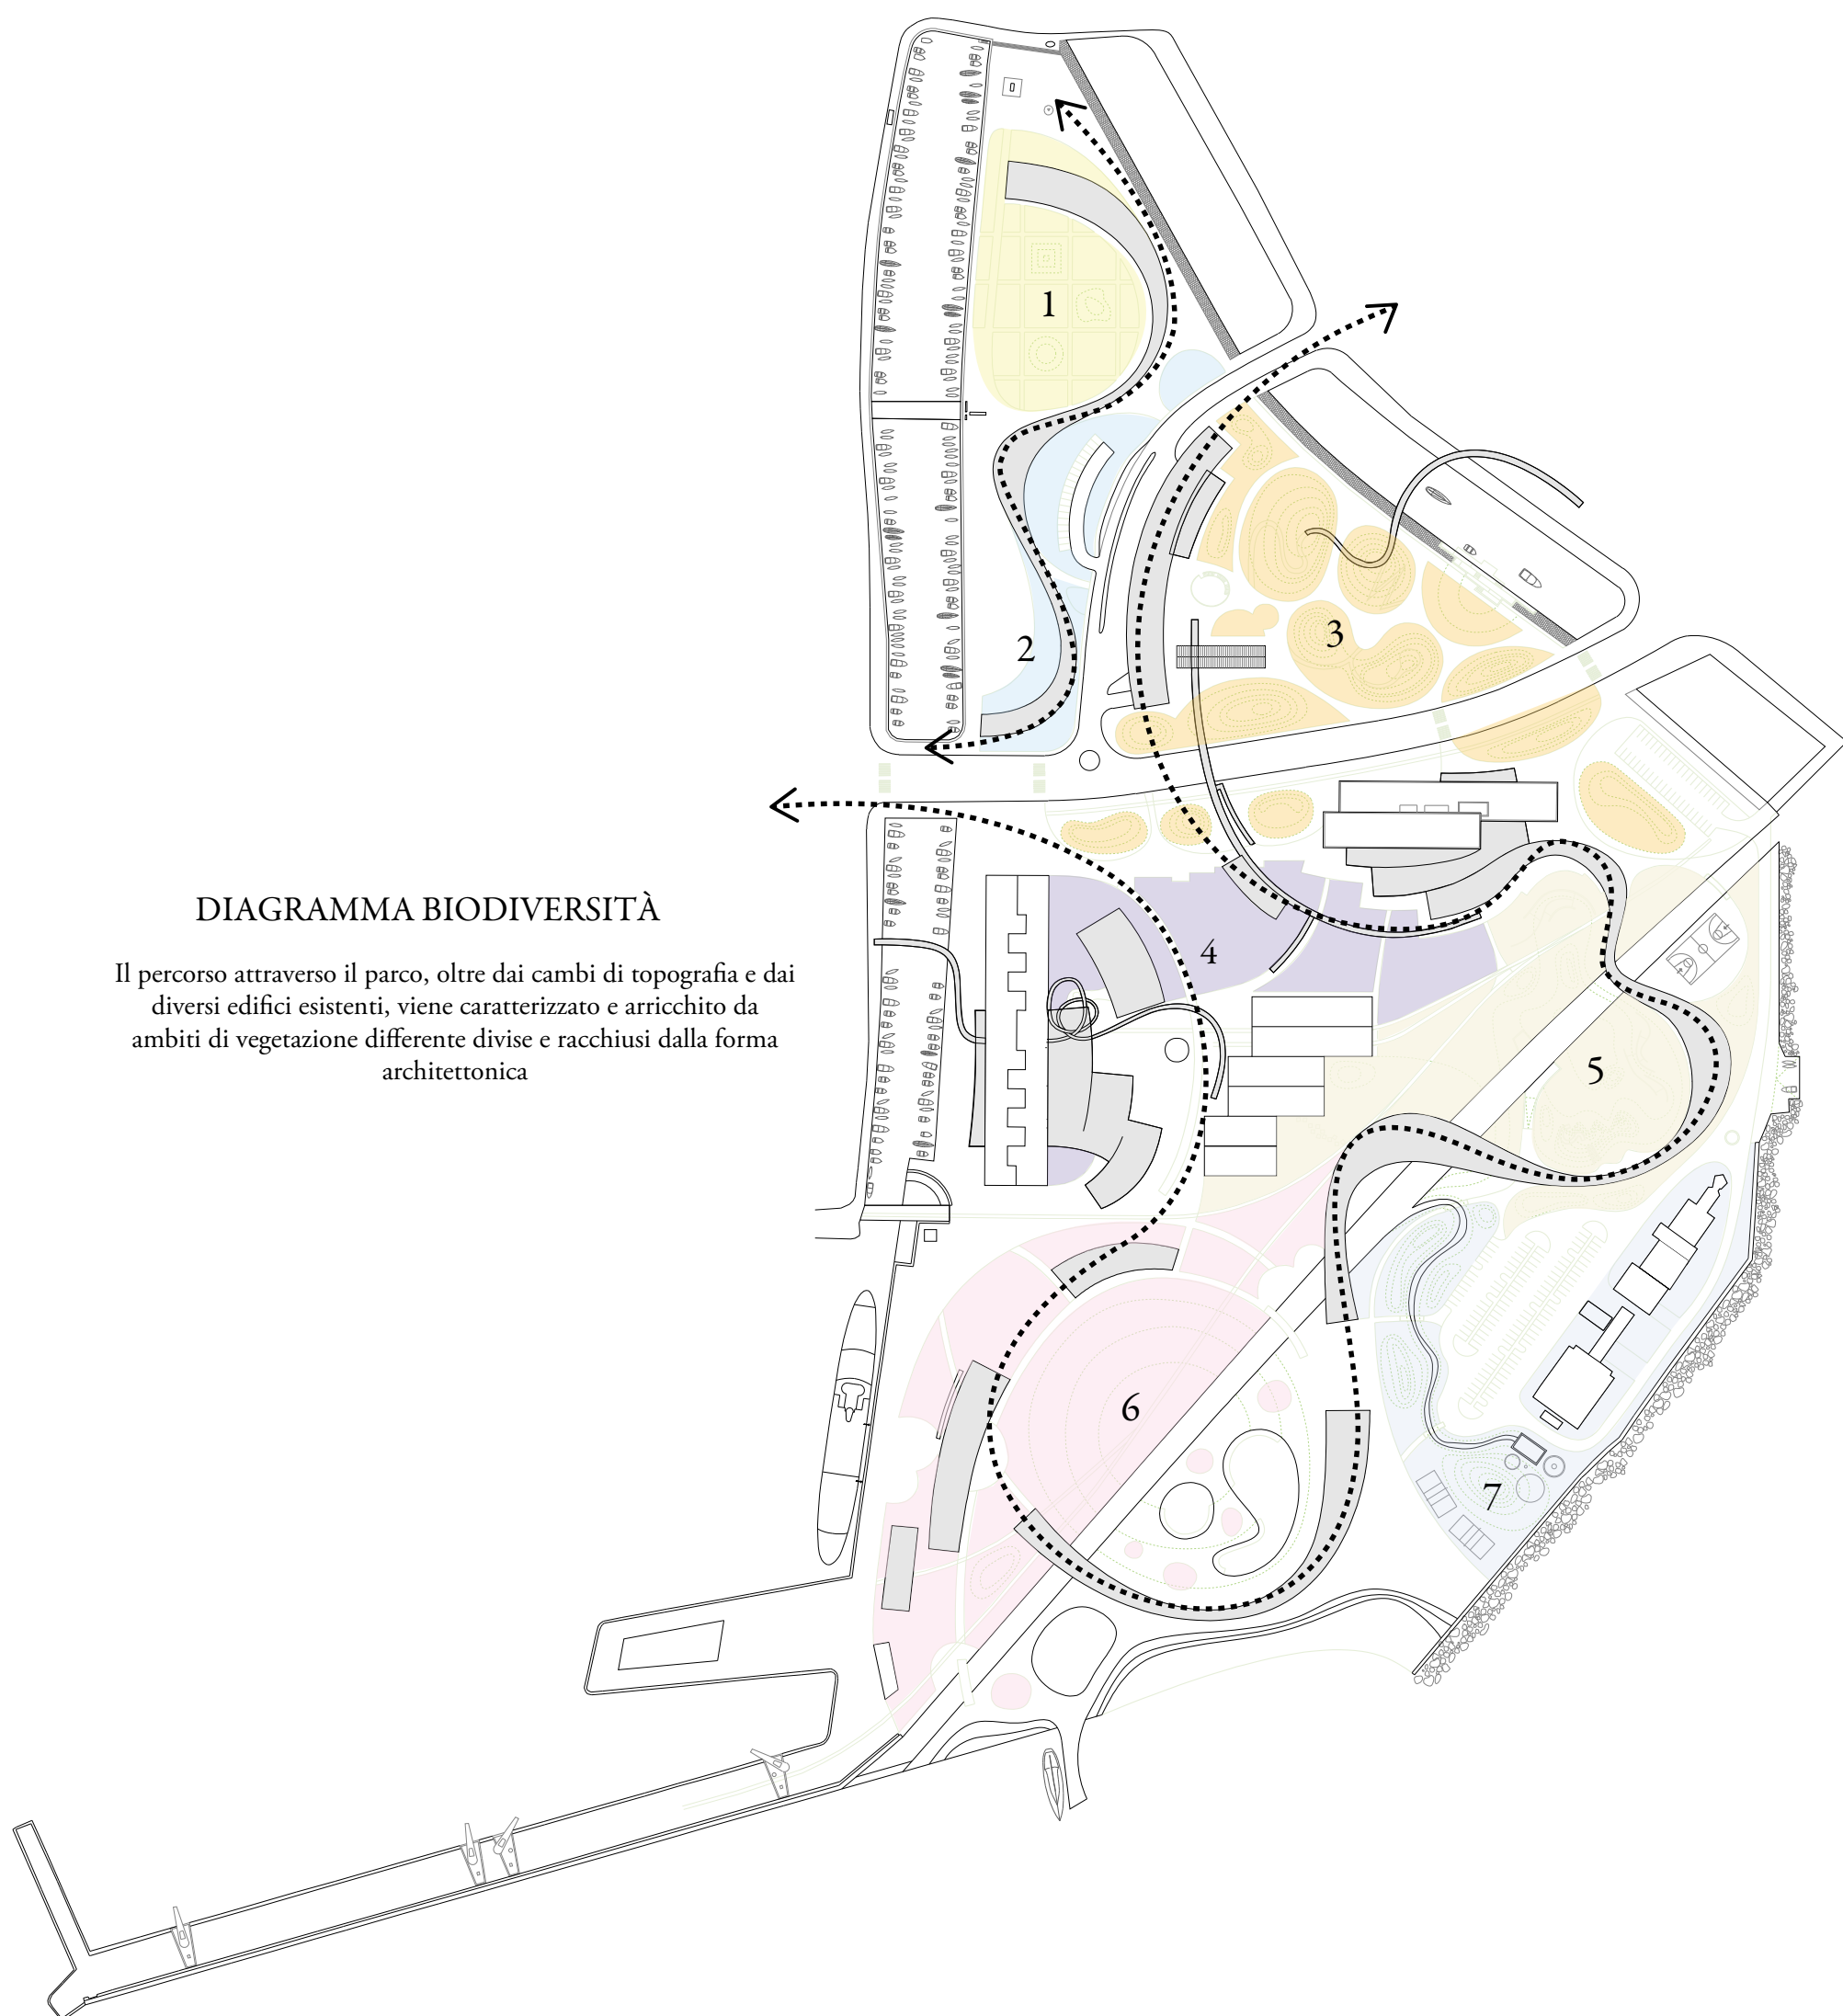 1
2
3
DIAGRAMMA BIODIVERSITÀ
Il percorso attraverso il parco, oltre dai cambi di topografia e dai
diversi edifici esistenti, viene caratterizzato e arricchito da
ambiti di vegetazione differente divise e racchiusi dalla forma
architettonica
4
5
6
7